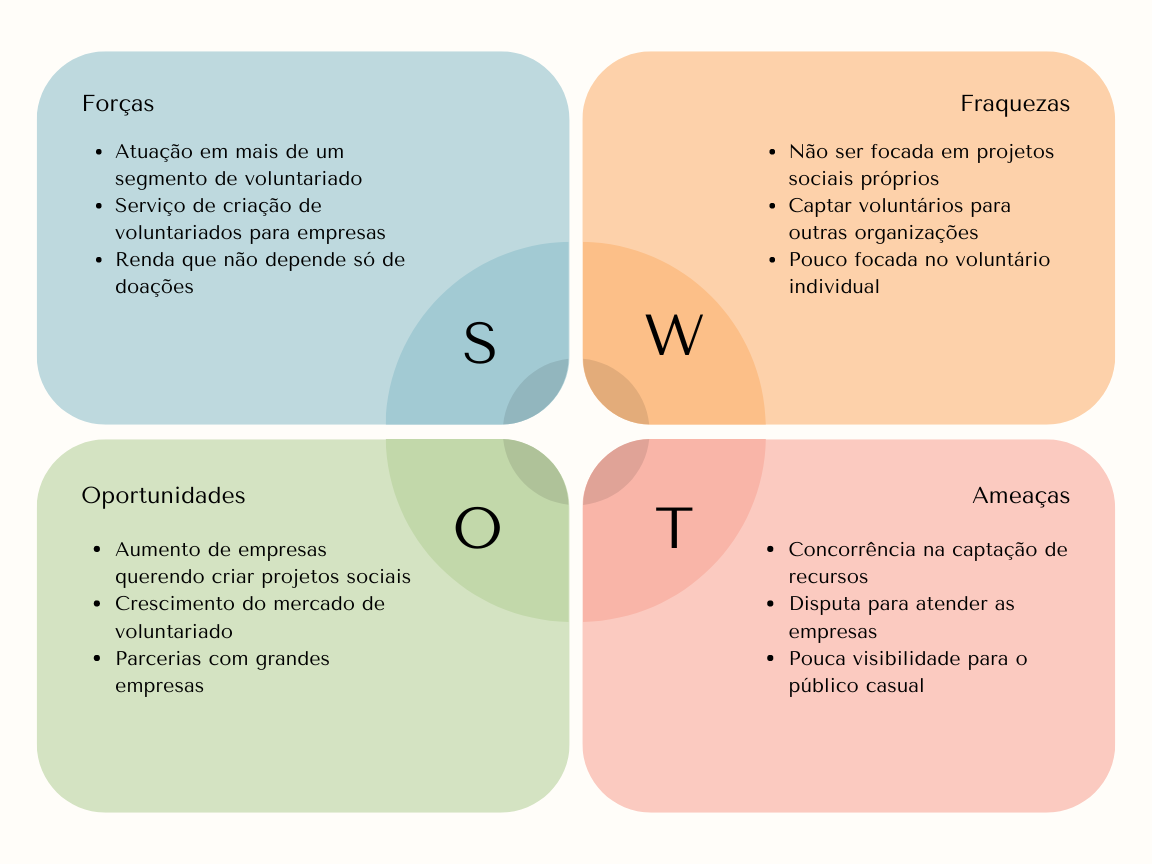 Forças
• Atuação em mais de um
segmento de voluntariado
• Serviço de criação de
voluntariados para empresas
• Renda que não depende só de
doações
S
Fraquezas
• Não ser focada em projetos
sociais próprios
• Captar voluntários para
outras organizações
• Pouco focada no voluntário
individual
W
Oportunidades
• Aumento de empresas
querendo criar projetos sociais
• Crescimento do mercado de
voluntariado
• Parcerias com grandes
empresas
O
Ameaças
• Concorrência na captação de
recursos
• Disputa para atender as
empresas
• Pouca visibilidade para o
público casual
T